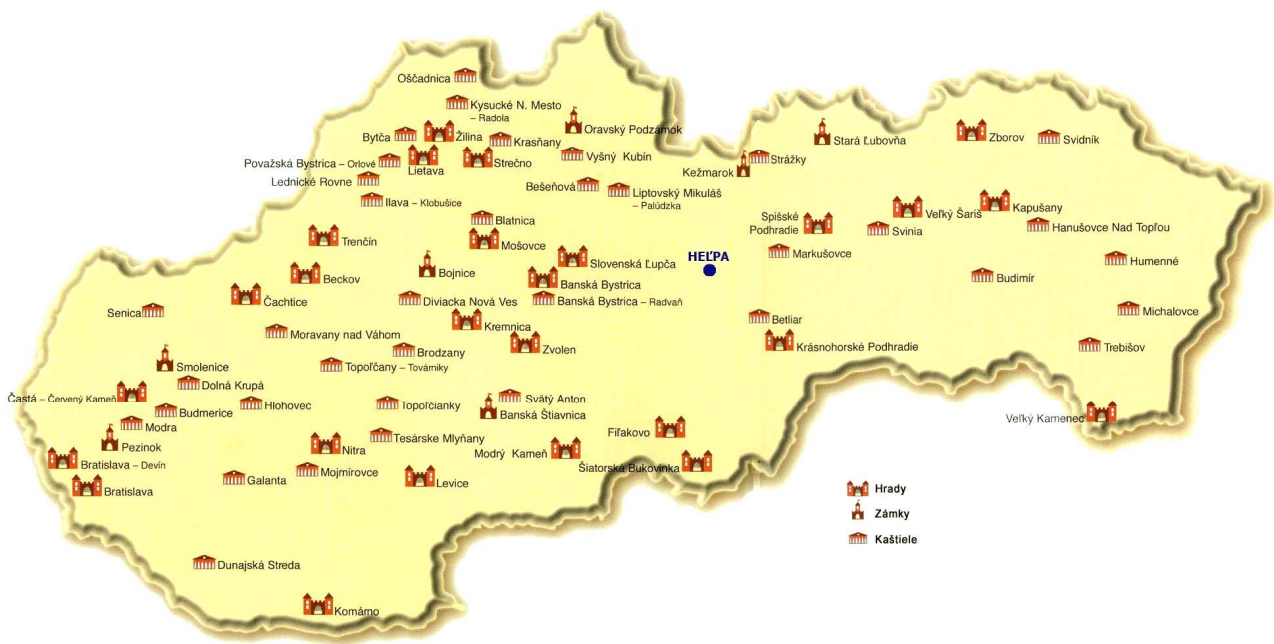 Oščadnica
Kysucké N. Mesto
– Radola
Oravský Podzámok
Bytča
Žilina
Krasňany
Stará Ľubovňa
Zborov
Svidník
Považská Bystrica – Orlové
Lietava
Strečno
Vyšný Kubín
Strážky
Kežmarok
Lednické Rovne
Bešeňová
Liptovský Mikuláš
– Palúdzka
Ilava – Klobušice
Blatnica
Spišské
Podhradie
Veľký Šariš
Kapušany
Svinia
Hanušovce Nad Topľou
Trenčín
Mošovce
Slovenská Ľupča
HEĽPA
Markušovce
Humenné
Beckov
Bojnice
Banská Bystrica
Budimír
Čachtice
Diviacka Nová Ves
Banská Bystrica – Radvaň
Senica
Moravany nad Váhom
Kremnica
Betliar
Michalovce
Brodzany
Zvolen
Krásnohorské Podhradie
Trebišov
Smolenice
Topoľčany – Továrniky
Dolná Krupá
Častá – Červený Kameň
Budmerice
Hlohovec
Topoľčianky
Svätý Anton
Banská Štiavnica
Veľký Kamenec
Modra
Pezinok
Nitra
Tesárske Mlyňany
Modrý Kameň
Fiľakovo
Bratislava – Devín
Mojmírovce
Šiatorská Bukovinka
Bratislava
Galanta
Levice
Hrady
Zámky
Kaštiele
Dunajská Streda
Komárno